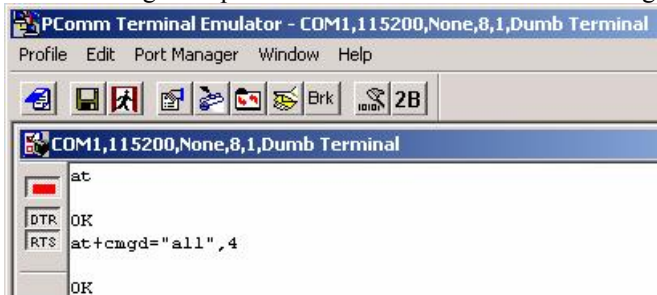 PComm Terminal Emulator - COM1,115200,None,8,1,Dumb Terminal
Profile Edit Port Manager Window Help
Brk 2B
COM1,115200,None,8,1,Dumb Terminal
at
DTR OK
RTS at+cmgd="all",4
OK